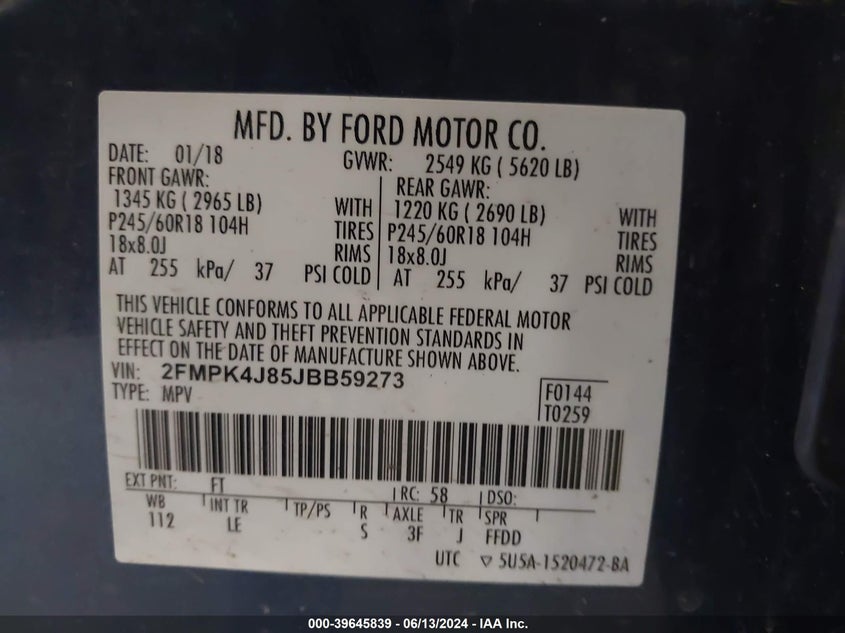 MFD. BY FORD MOTOR CO.
DATE: 01/18 GVWR: 2549 KG ( 5620 LB)
FRONT GAWR: REAR GAWR:
1345 KG ( 2965 LB) WITH 1220 KG ( 2690 LB) WITH
P245/60R18 104H TIRES P245/60R18 104H TIRES
18x8.0J RIMS 18x8.0J RIMS
AT 255 kPa/ 37 PSI COLD AT 255 kPa/ 37 PSI COLD
THIS VEHICLE CONFORMS TO ALL APPLICABLE FEDERAL MOTOR
VEHICLE SAFETY AND THEFT PREVENTION STANDARDS IN
EFFECT ON THE DATE OF MANUFACTURE SHOWN ABOVE.
VIN: 2FMPK4J85JBB59273
TYPE: MPV F0144
T0259
EXT PNT: FT RC: 58 DSO:
WB INT TR TP/PS R AXLE TR SPR
112 LE S 3F J FFDD
UTC ▽ 5U5A-1520472-BA
000-39645839 - 06/13/2024 - IAA Inc.